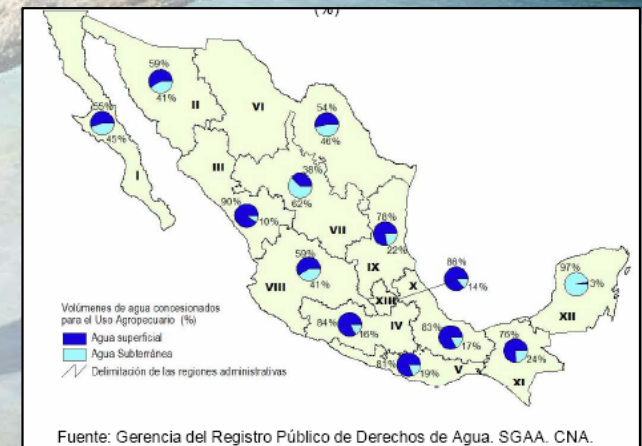 (%)
59%
41%
II
VI
55%
45%
I
54%
46%
III
38%
62%
90%
10%
VII
78%
22%
59%
41%
VIII
IX
X
86%
14%
97%
3%
XII
XIII
84%
16%
IV
83%
17%
76%
24%
81%
19%
V
XI
Volúmenes de agua concesionados
para el Uso Agropecuario (%)
Agua superficial
Agua Subterránea
Delimitación de las regiones administrativas
Fuente: Gerencia del Registro Público de Derechos de Agua. SGAA. CNA.